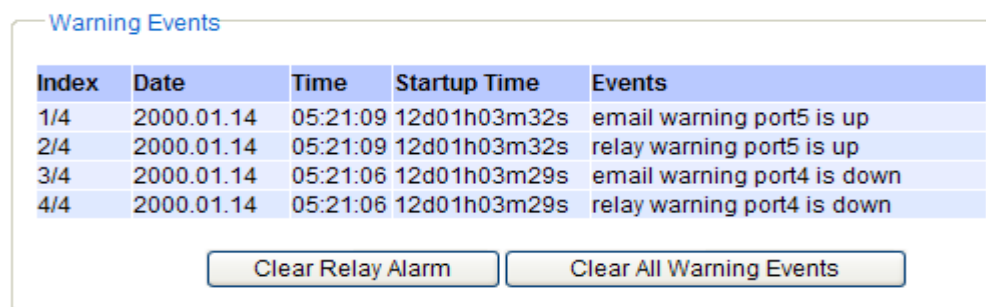 Warning Events
Index Date Time Startup Time Events
1/4 2000.01.14 05:21:09 12d01h03m32s email warning port5 is up
2/4 2000.01.14 05:21:09 12d01h03m32s relay warning port5 is up
3/4 2000.01.14 05:21:06 12d01h03m29s email warning port4 is down
4/4 2000.01.14 05:21:06 12d01h03m29s relay warning port4 is down
Clear Relay Alarm Clear All Warning Events